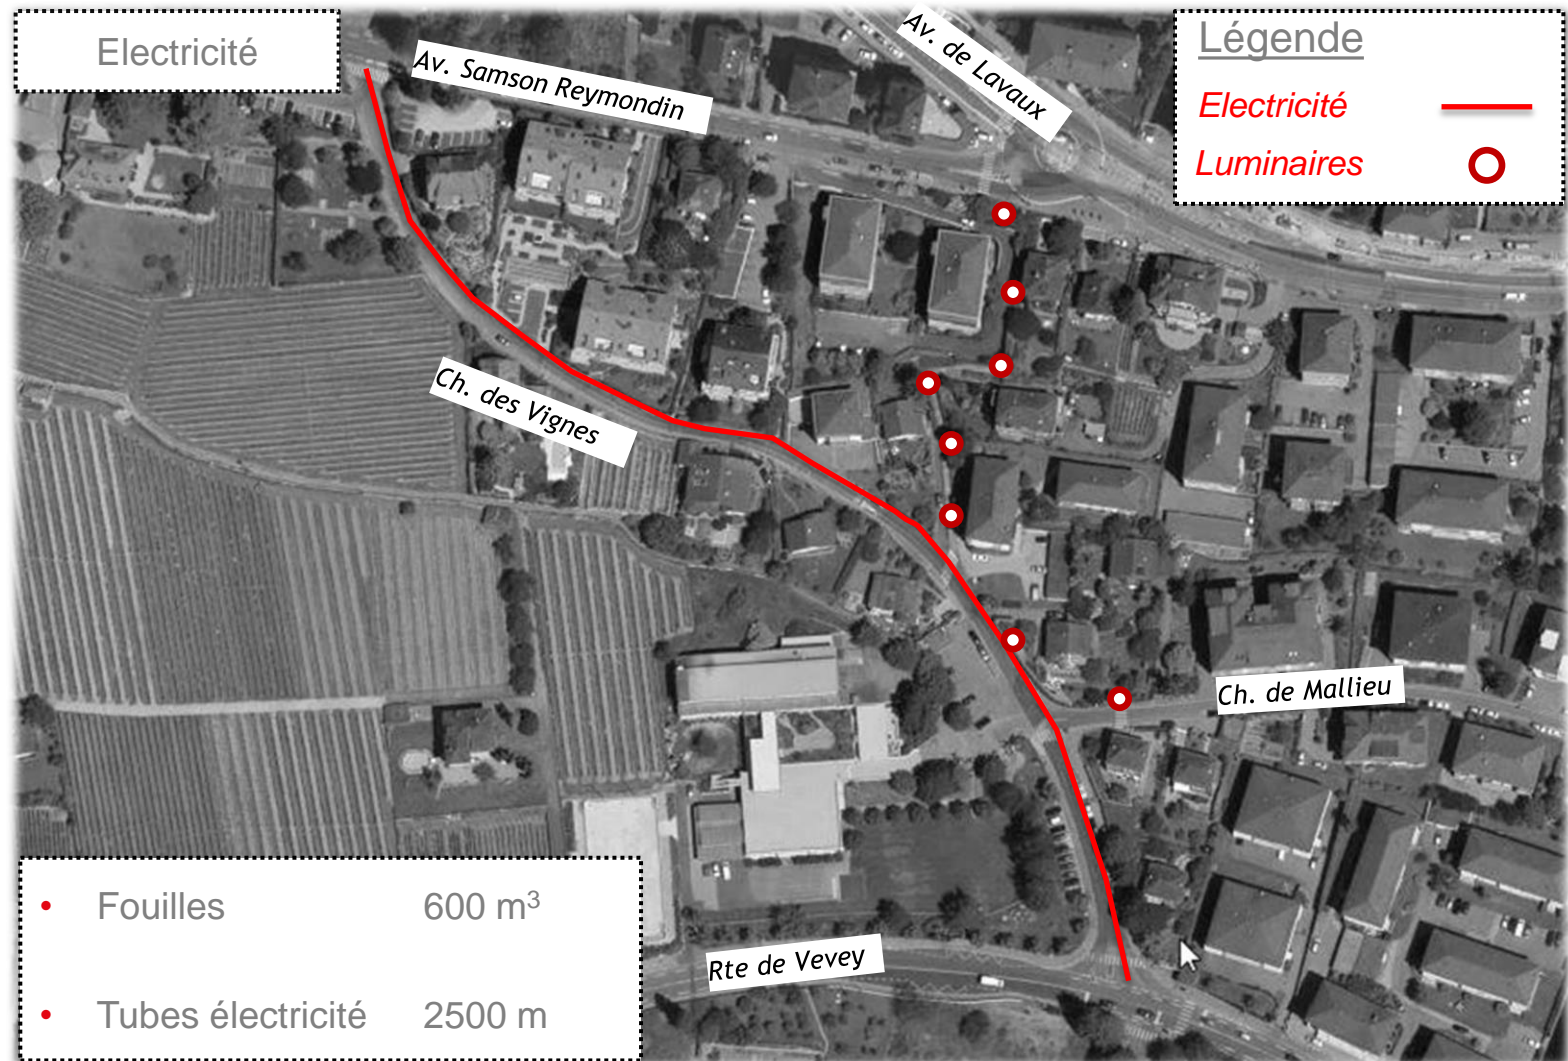 Electricité
Av. Samson Reymondin
Av. de Lavaux
Légende
Electricité
Luminaires
Ch. des Vignes
Ch. de Mallieu
Rte de Vevey
• Fouilles 600 m³
• Tubes électricité 2500 m